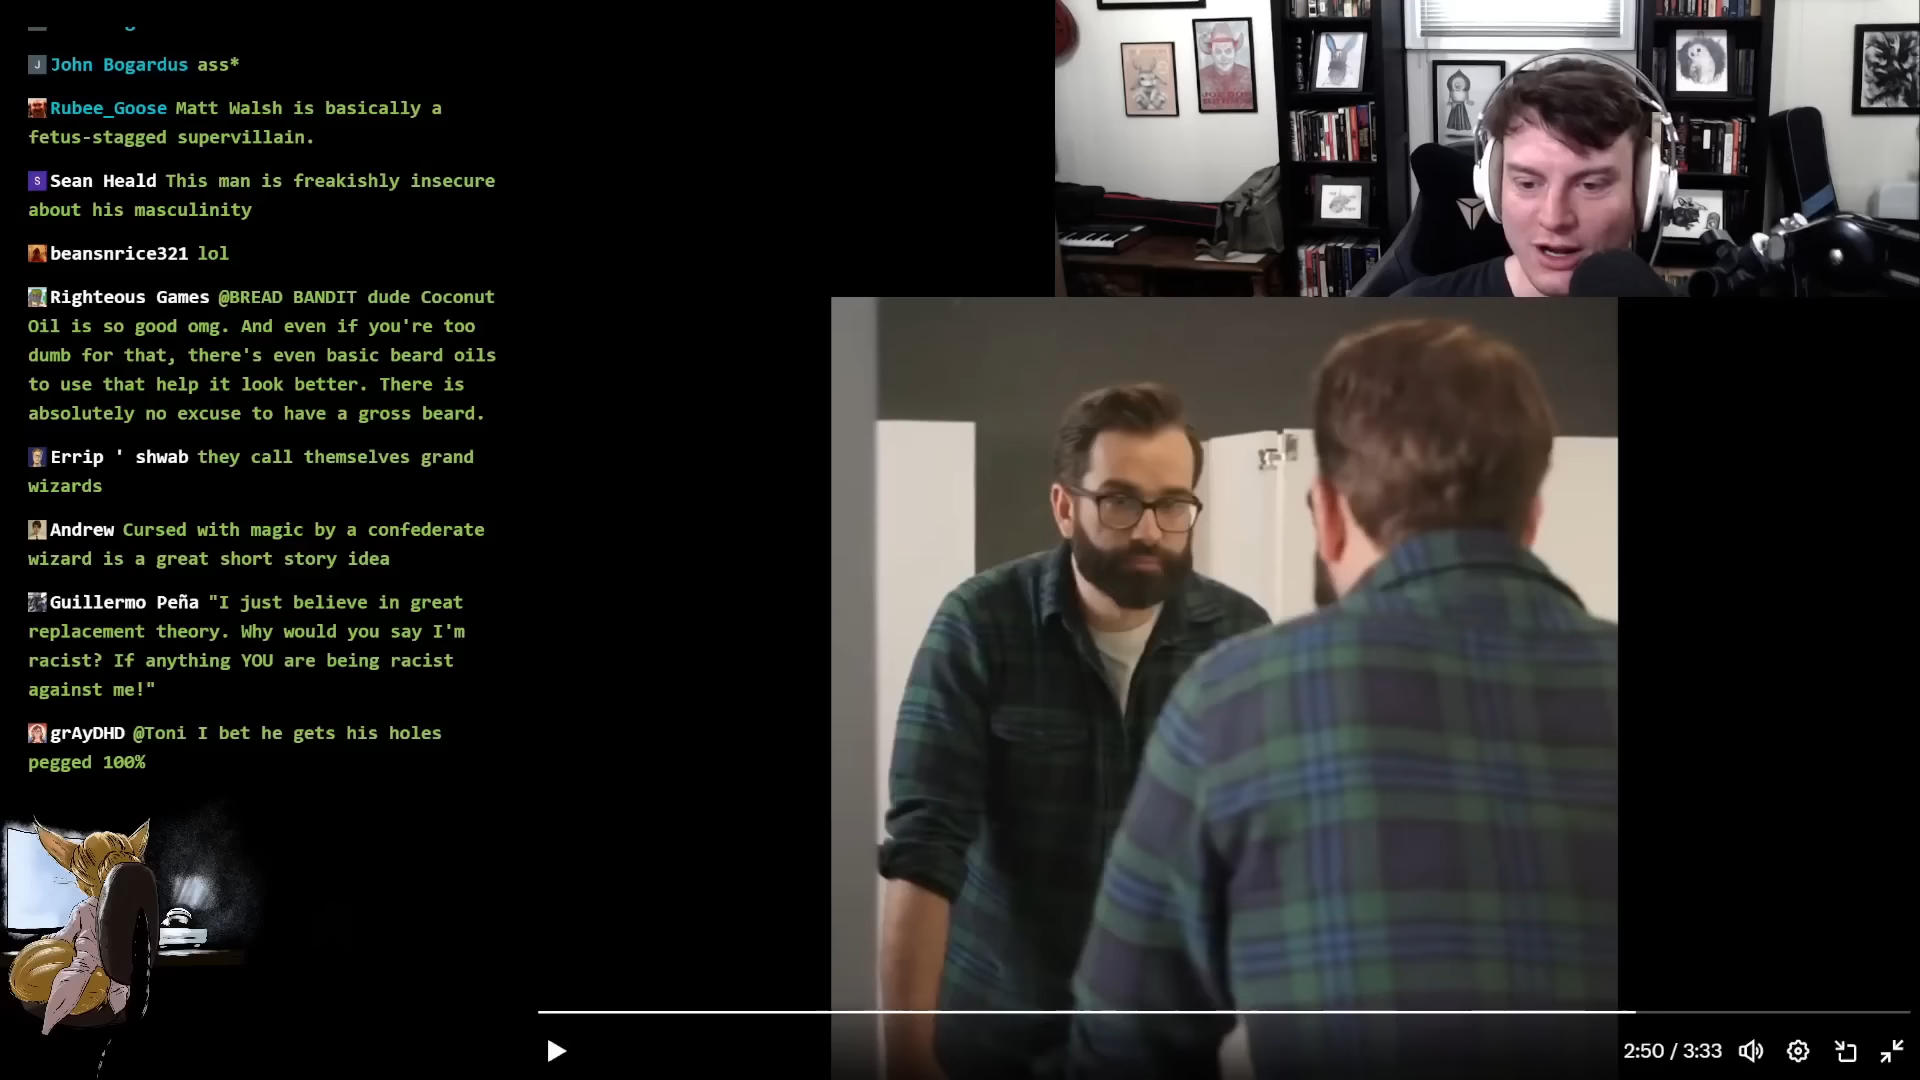 J John Bogardus ass*
Rubee_Goose Matt Walsh is basically a
fetus-stagged supervillain.
S Sean Heald This man is freakishly insecure
about his masculinity
beansnrice321 lol
Righteous Games @BREAD BANDIT dude Coconut
Oil is so good omg. And even if you're too
dumb for that, there's even basic beard oils
to use that help it look better. There is
absolutely no excuse to have a gross beard.
Errip ' shwab they call themselves grand
wizards
Andrew Cursed with magic by a confederate
wizard is a great short story idea
Guillermo Peña "I just believe in great
replacement theory. Why would you say I'm
racist? If anything YOU are being racist
against me!"
grAyDHD @Toni I bet he gets his holes
pegged 100%
2:50 / 3:33